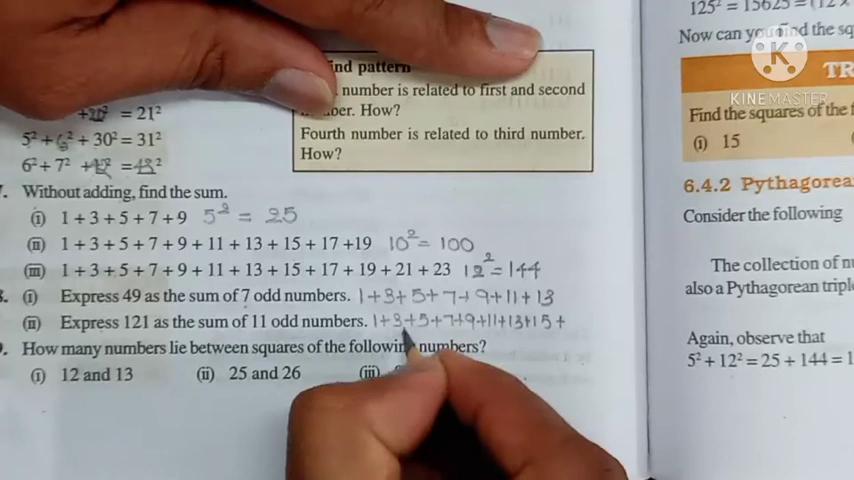 nd pattern
number is related to first and second
ber. How?
Fourth number is related to third number.
How?
+20² = 21²
5² + 6² + 30² = 31²
6² + 7² + 42² = 43²
7. Without adding, find the sum.
(i) 1 + 3 + 5 + 7 + 9 5² = 25
(ii) 1 + 3 + 5 + 7 + 9 + 11 + 13 + 15 + 17 +19 10² = 100
(iii) 1 + 3 + 5 + 7 + 9 + 11 + 13 + 15 + 17 + 19 + 21 + 23 12² = 144
8. (i) Express 49 as the sum of 7 odd numbers. 1+3+5+7+9+11+13
(ii) Express 121 as the sum of 11 odd numbers. 1+3+5+7+9+11+13+15+
9. How many numbers lie between squares of the following numbers?
(i) 12 and 13 (ii) 25 and 26 (iii)
125² = 15625 = (12 ×
Now can you find the sq
TR
Find the squares of the f
(i) 15
6.4.2 Pythagorea
Consider the following
The collection of nu
also a Pythagorean triple
Again, observe that
5² + 12² = 25 + 144 = 1
K
KINEMASTER